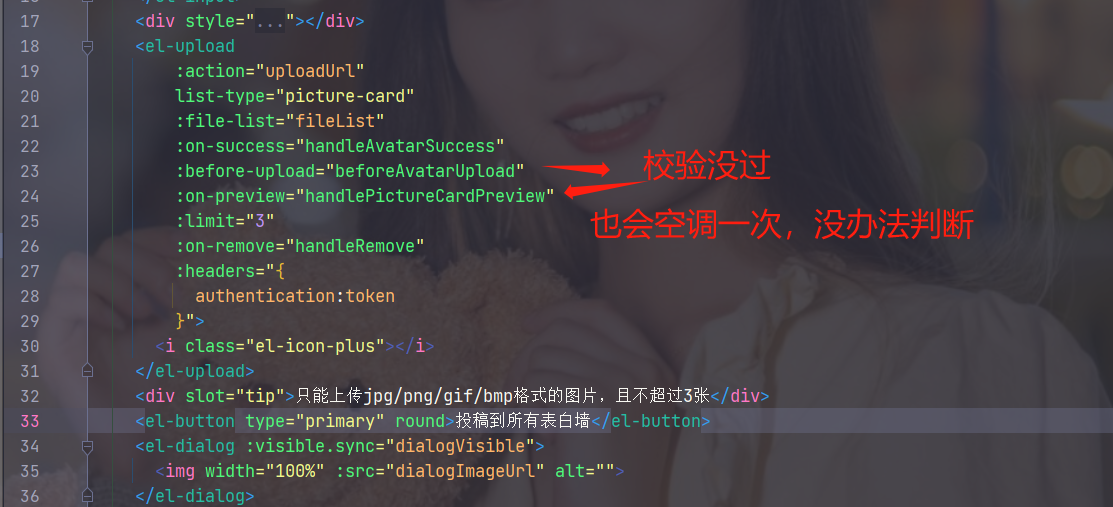 17 <div style="..."></div>
18 <el-upload
19 :action="uploadUrl"
20 list-type="picture-card"
21 :file-list="fileList"
22 :on-success="handleAvatarSuccess"
23 :before-upload="beforeAvatarUpload"
校验没过
24 :on-preview="handlePictureCardPreview"
也会空调一次，没办法判断
25 :limit="3"
26 :on-remove="handleRemove"
27 :headers="{
28 authentication:token
29 }">
30 <i class="el-icon-plus"></i>
31 </el-upload>
32 <div slot="tip">只能上传jpg/png/gif/bmp格式的图片，且不超过3张</div>
33 <el-button type="primary" round>投稿到所有表白墙</el-button>
34 <el-dialog :visible.sync="dialogVisible">
35 <img width="100%" :src="dialogImageUrl" alt="">
36 </el-dialog>